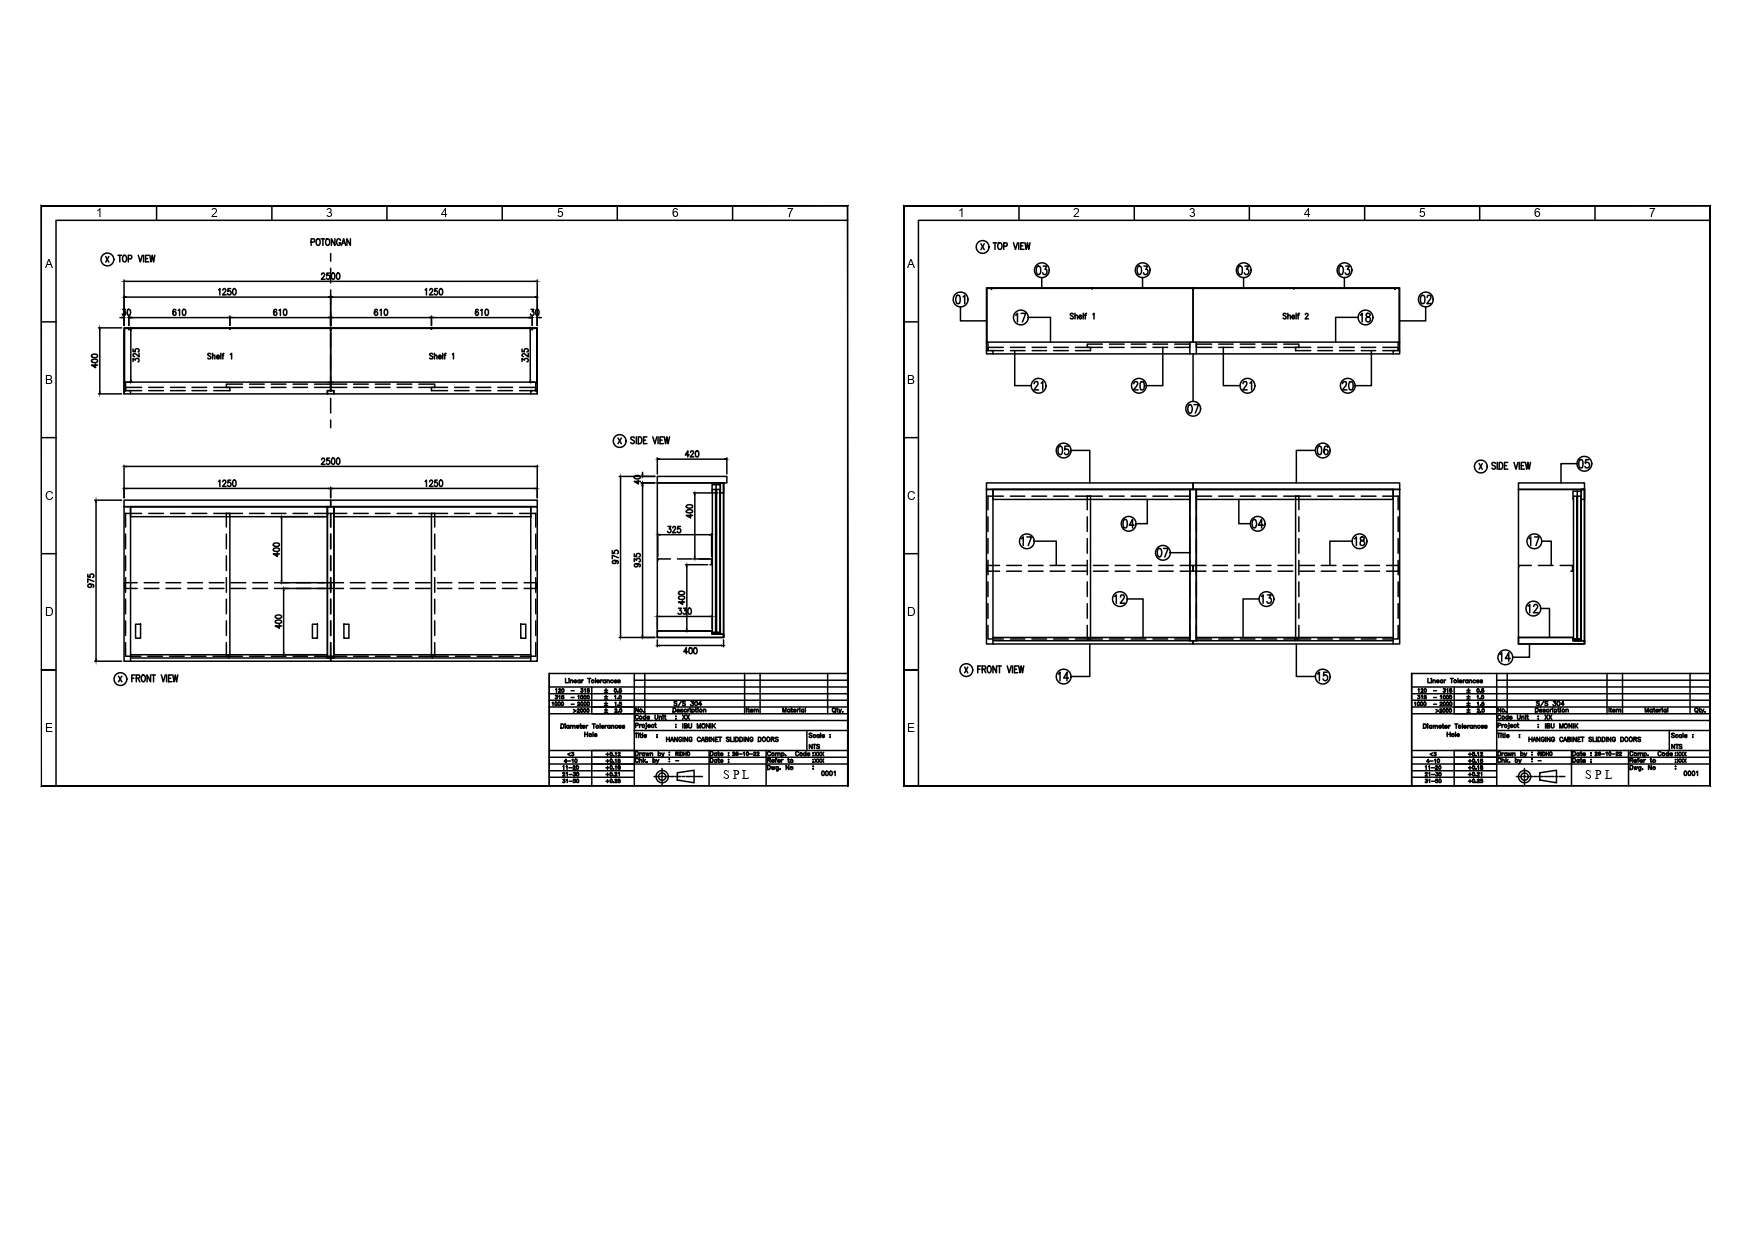 1 2 3 4 5 6 7
A
B
C
D
E
POTONGAN
X TOP VIEW
2500
1250 1250
30 610 610 610 610 30
400 325 Shelf 1 Shelf 1 325
2500
1250 1250
975
400
400
X FRONT VIEW
X SIDE VIEW
420
40
400
325
975 935
400
330
400
Linear Tolerances
120 - 315 ± 0.5
315 - 1000 ± 1.0
1000 - 2000 ± 1.5
>2000 ± 2.0
S/S 304
No. Description Item Material Qty.
Code Unit : XX
Project : IBU MONIK
Diameter Tolerances
Hole
Title : HANGING CABINET SLIDDING DOORS
Scale :
NTS
<3 +0.12
4-10 +0.15
11-20 +0.18
21-30 +0.21
31-50 +0.25
Drawn by : RIDHO Date : 26-10-22 Comp. Code :XXX
Chk. by : - Date : Refer to :XXX
Dwg. No :
SPL 0001
1 2 3 4 5 6 7
A
B
C
D
E
X TOP VIEW
03 03 03 03
01 02
17 Shelf 1 Shelf 2 18
21 20 21 20
07
05 06
04 04
17 07 18
12 13
14 15
X FRONT VIEW
X SIDE VIEW
05
17
12
14
Linear Tolerances
120 - 315 ± 0.5
315 - 1000 ± 1.0
1000 - 2000 ± 1.5
>2000 ± 2.0
S/S 304
No. Description Item Material Qty.
Code Unit : XX
Project : IBU MONIK
Diameter Tolerances
Hole
Title : HANGING CABINET SLIDDING DOORS
Scale :
NTS
<3 +0.12
4-10 +0.15
11-20 +0.18
21-30 +0.21
31-50 +0.25
Drawn by : RIDHO Date : 26-10-22 Comp. Code :XXX
Chk. by : - Date : Refer to :XXX
Dwg. No :
SPL 0001